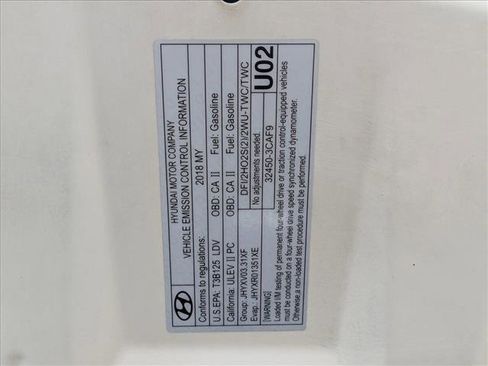 HYUNDAI MOTOR COMPANY
VEHICLE EMISSION CONTROL INFORMATION
Conforms to regulations: 2018 MY
U.S.EPA: T3B125 LDV OBD: CA II Fuel: Gasoline
California: ULEV II PC OBD: CA II Fuel: Gasoline
Group: JHYXV03.31XF DFI/2HO2S(2)/2WU-TWC/TWC
Evap: JHYXR01351XE No adjustments needed.
32450-3CAF9
U02
[WARNING]
Loaded I/M testing of permanent four-wheel drive or traction control-equipped vehicles
must be conducted on a four-wheel drive speed synchronized dynamometer.
Otherwise,a non-loaded test procedure must be performed.